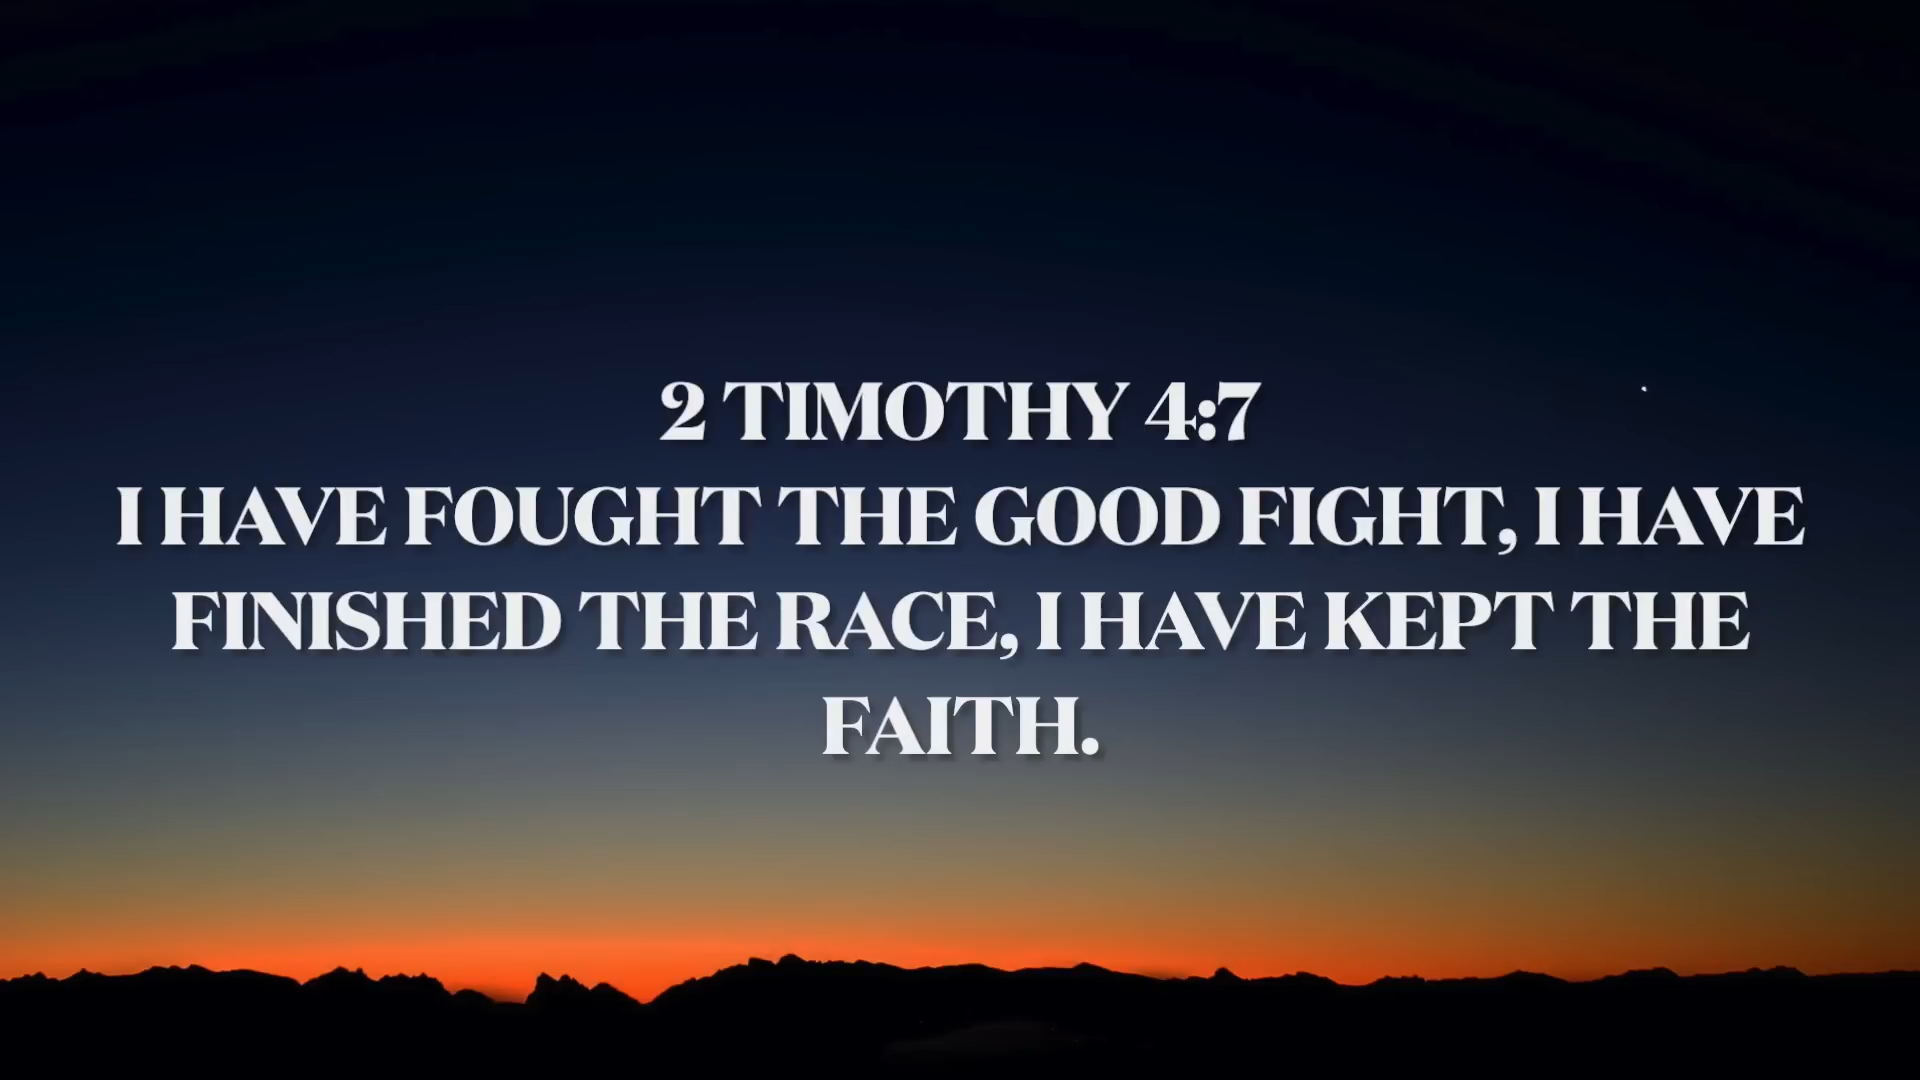 2 TIMOTHY 4:7
I HAVE FOUGHT THE GOOD FIGHT, I HAVE
FINISHED THE RACE, I HAVE KEPT THE
FAITH.